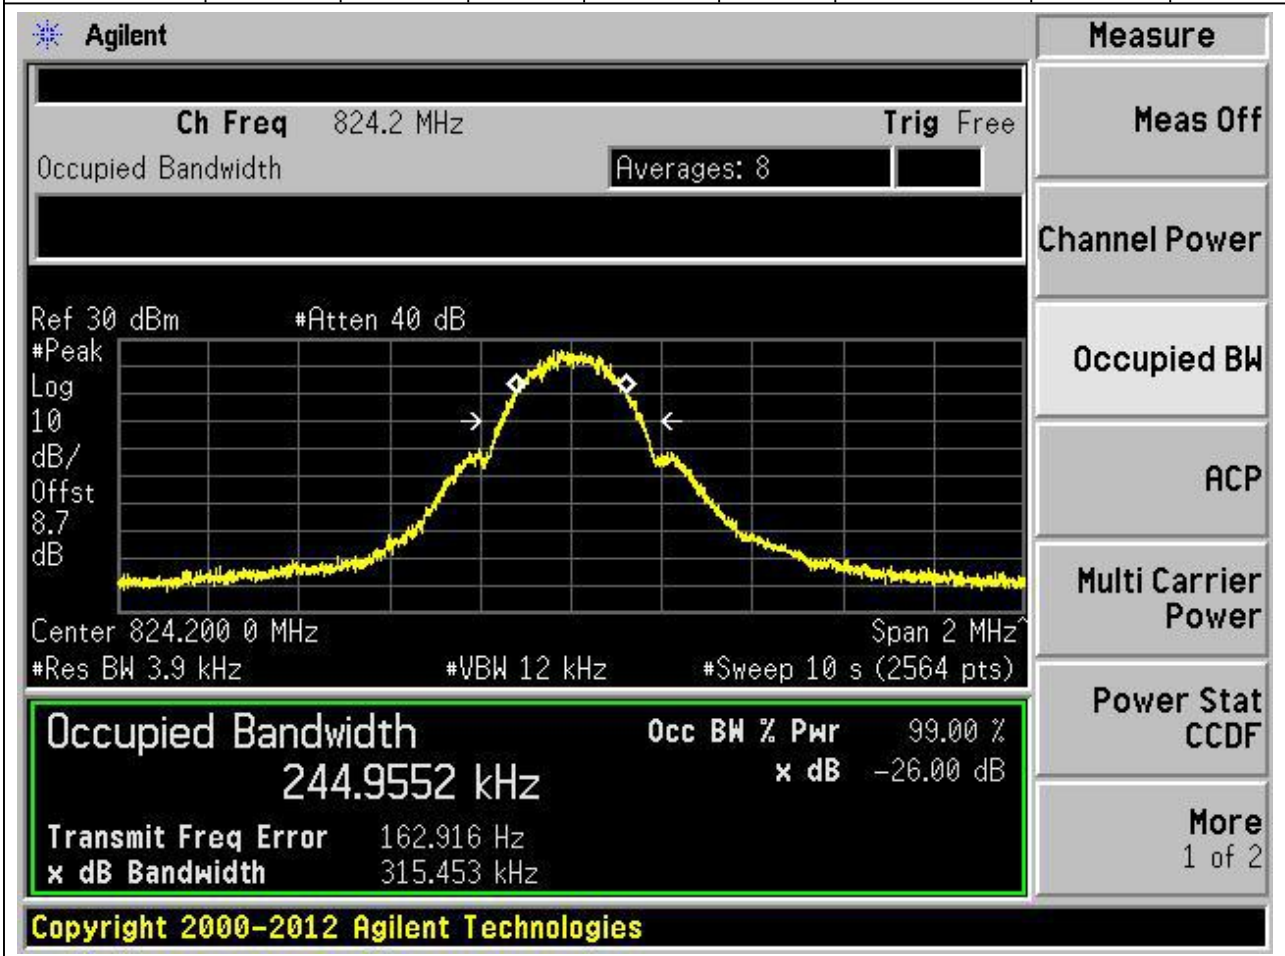 Agilent
Measure
Ch Freq 824.2 MHz Trig Free
Meas Off
Occupied Bandwidth Averages: 8
Channel Power
Ref 30 dBm #Atten 40 dB
#Peak
Log
10
dB/
Offst
8.7
dB
Occupied BW
ACP
Center 824.200 0 MHz Span 2 MHz^
#Res BW 3.9 kHz #VBW 12 kHz #Sweep 10 s (2564 pts)
Multi Carrier
Power
Occupied Bandwidth Occ BW % Pwr 99.00 %
244.9552 kHz x dB -26.00 dB
Transmit Freq Error 162.916 Hz
x dB Bandwidth 315.453 kHz
Power Stat
CCDF
More
1 of 2
Copyright 2000-2012 Agilent Technologies